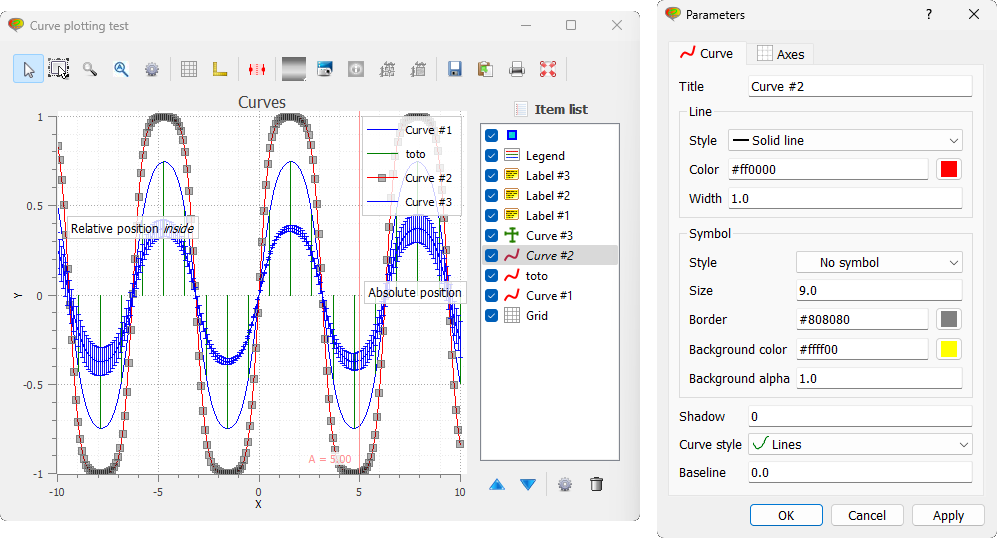 Curve plotting test
Curves
Curve #1
toto
Curve #2
Curve #3
Relative position inside
Absolute position
A = 5.00
1
0.5
0
-0.5
-1
Y
-10
-5
0
5
10
X
Item list
Legend
Label #3
Label #2
Label #1
Curve #3
Curve #2
toto
Curve #1
Grid
Parameters
?
Curve
Axes
Title
Curve #2
Line
Style
Solid line
Color
#ff0000
Width
1.0
Symbol
Style
No symbol
Size
9.0
Border
#808080
Background color
#ffff00
Background alpha
1.0
Shadow
0
Curve style
Lines
Baseline
0.0
OK
Cancel
Apply